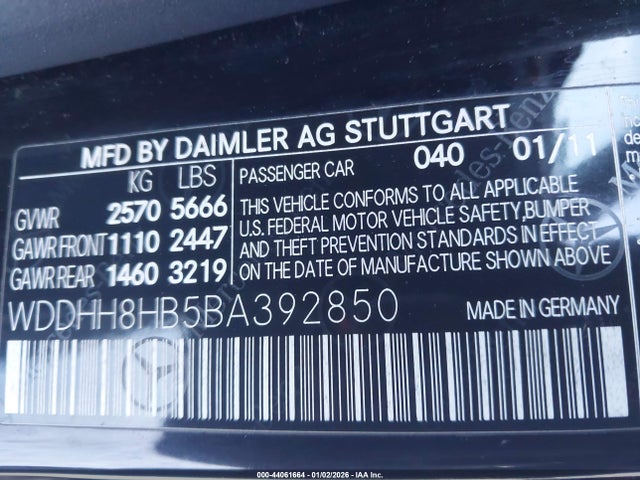 MFD BY DAIMLER AG STUTTGART
KG LBS PASSENGER CAR 040 01/11
GVWR 2570 5666
GAWR FRONT 1110 2447
GAWR REAR 1460 3219
THIS VEHICLE CONFORMS TO ALL APPLICABLE
U.S. FEDERAL MOTOR VEHICLE SAFETY, BUMPER
AND THEFT PREVENTION STANDARDS IN EFFECT
ON THE DATE OF MANUFACTURE SHOWN ABOVE.
WDDHH8HB5BA392850 MADE IN GERMANY
000-44061664 | 01/02/2026 - IAA Inc.